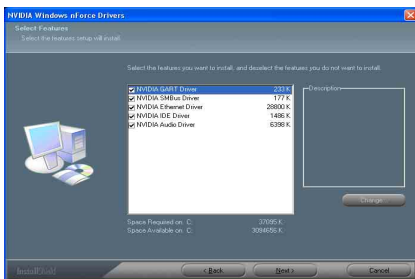 NVIDIA Windows nForce Drivers
Select Features
Select the features setup will install.
Select the features you want to install, and deselect the features you do not want to install.
NVIDIA GART Driver 233 K
NVIDIA SMBus Driver 177 K
NVIDIA Ethernet Driver 28800 K
NVIDIA IDE Driver 1486 K
NVIDIA Audio Driver 6398 K
Description
Change...
Space Required on C: 37095 K
Space Available on C: 3094656 K
InstallShield
< Back
Next >
Cancel